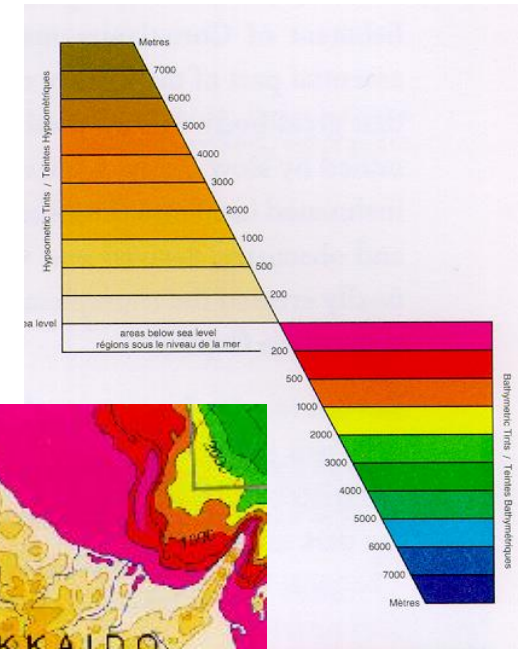 Metres
7000
6000
5000
4000
3000
2000
1000
500
200
Hypsometric Tints / Teintes Hypsométriques
a level
areas below sea level
régions sous le niveau de la mer
200
500
1000
2000
3000
4000
5000
6000
7000
Mètres
Bathymetric Tints / Teintes Bathymétriques
KKAIDO